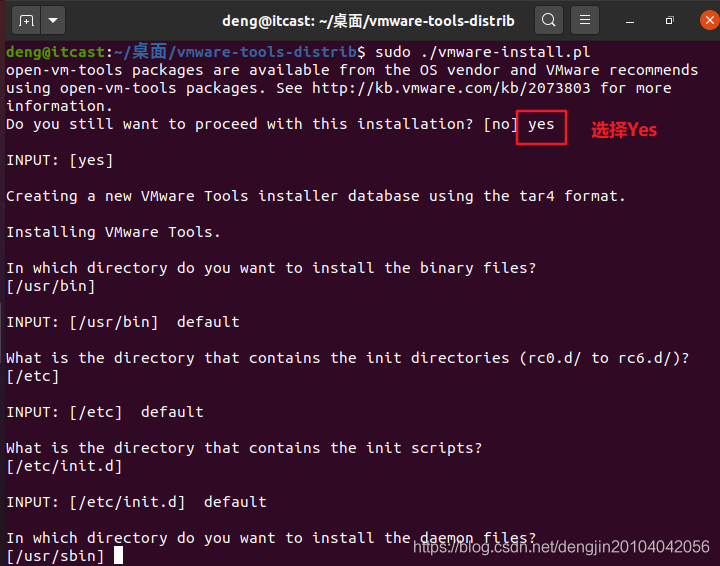 deng@itcast: ~/桌面/vmware-tools-distrib
deng@itcast:~/桌面/vmware-tools-distrib$ sudo ./vmware-install.pl
open-vm-tools packages are available from the OS vendor and VMware recommends
using open-vm-tools packages. See http://kb.vmware.com/kb/2073803 for more
information.
Do you still want to proceed with this installation? [no] yes
选择Yes
INPUT: [yes]
Creating a new VMware Tools installer database using the tar4 format.
Installing VMware Tools.
In which directory do you want to install the binary files?
[/usr/bin]
INPUT: [/usr/bin]  default
What is the directory that contains the init directories (rc0.d/ to rc6.d/)?
[/etc]
INPUT: [/etc]  default
What is the directory that contains the init scripts?
[/etc/init.d]
INPUT: [/etc/init.d]  default
In which directory do you want to install the daemon files?
[/usr/sbin]
https://blog.csdn.net/dengjin20104042056